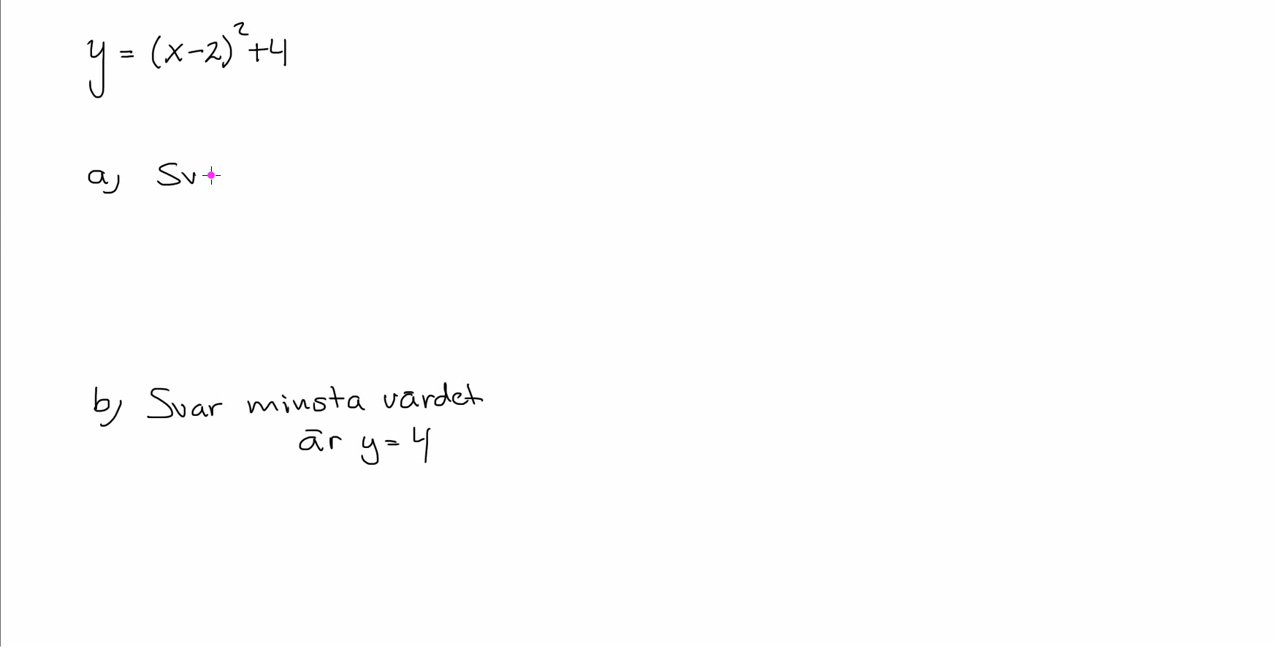 y = (x-2)²+4
a) Sv
b) Svar minsta värdet
är y = 4